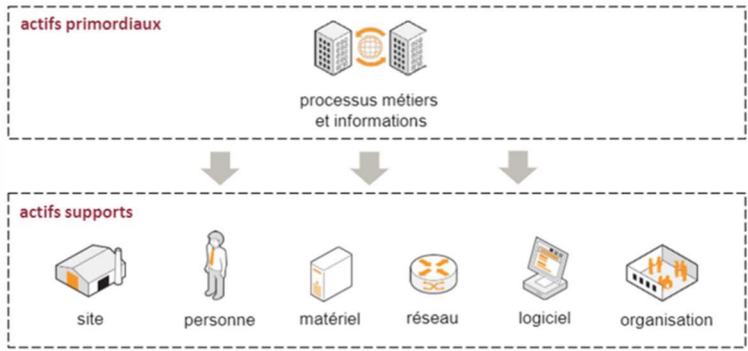 actifs primordiaux
processus métiers
et informations
actifs supports
site
personne
matériel
réseau
logiciel
organisation